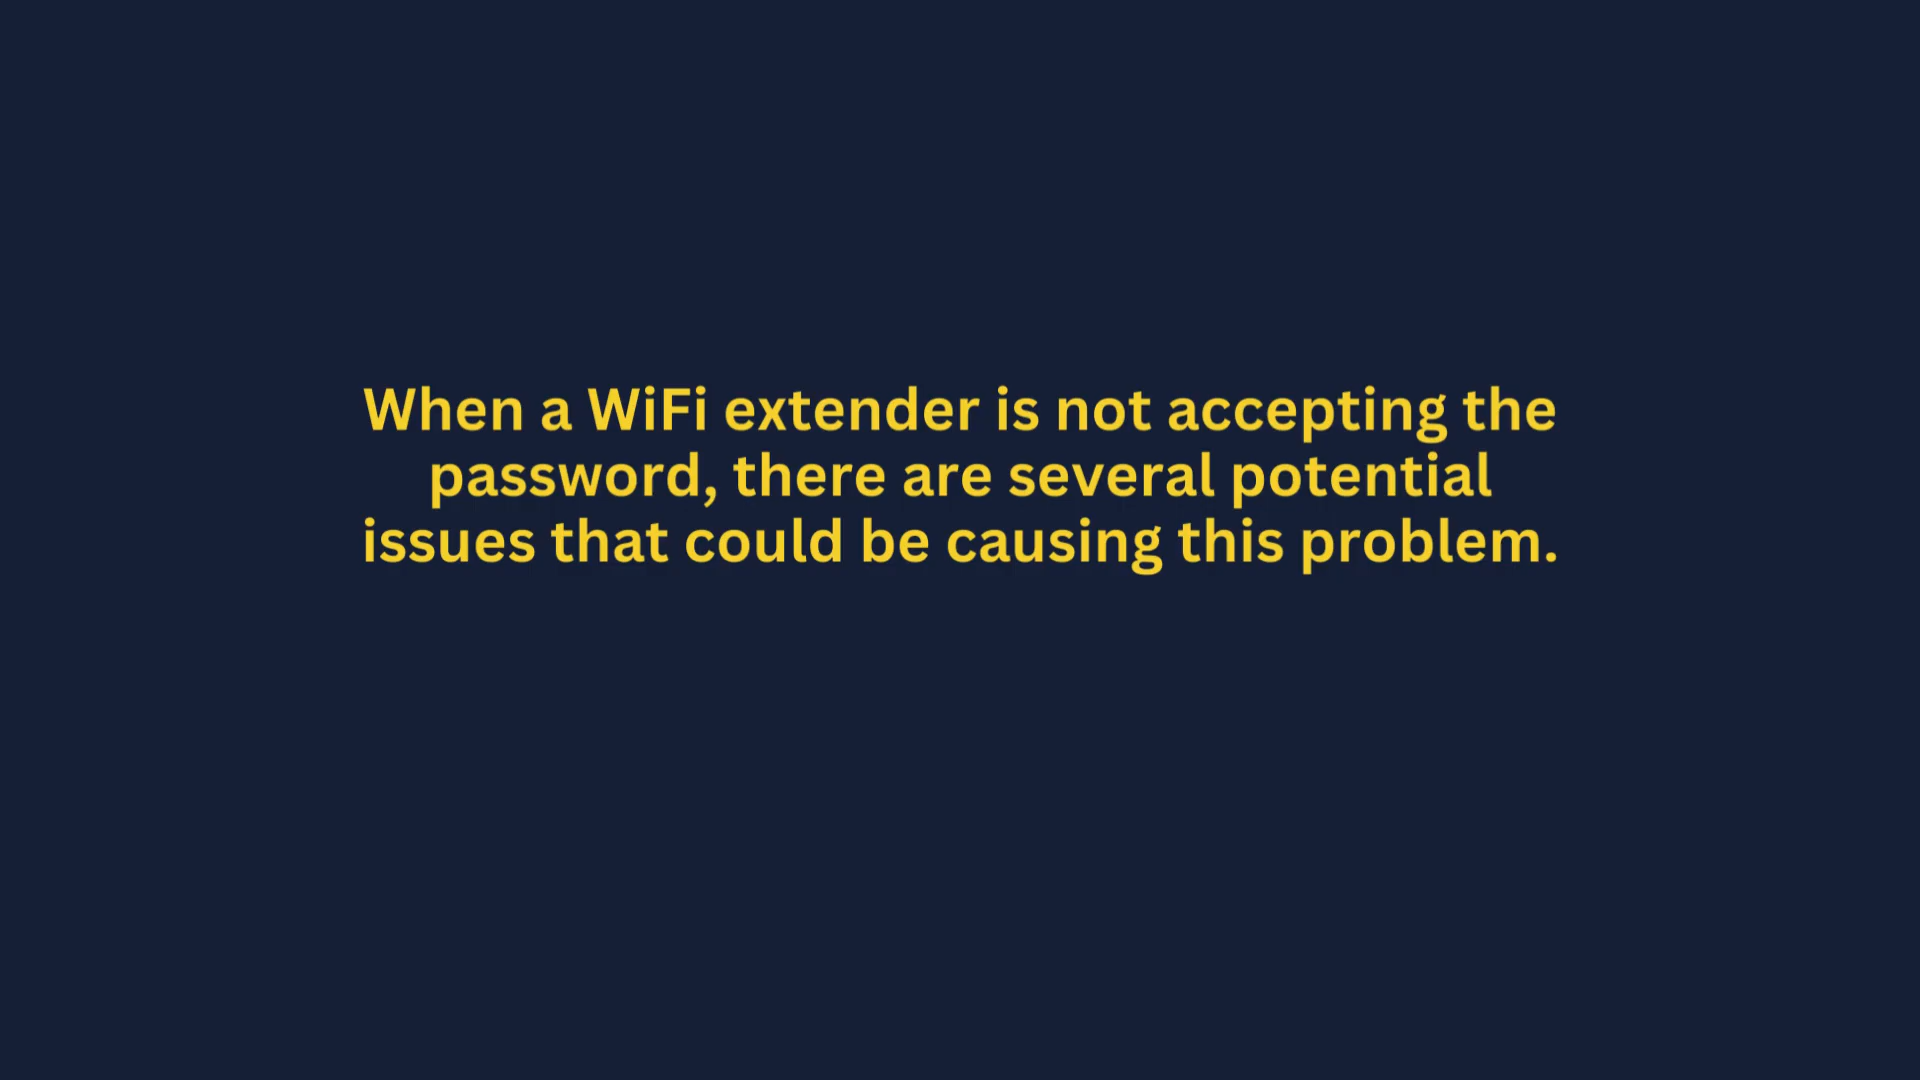 When a WiFi extender is not accepting the
password, there are several potential
issues that could be causing this problem.